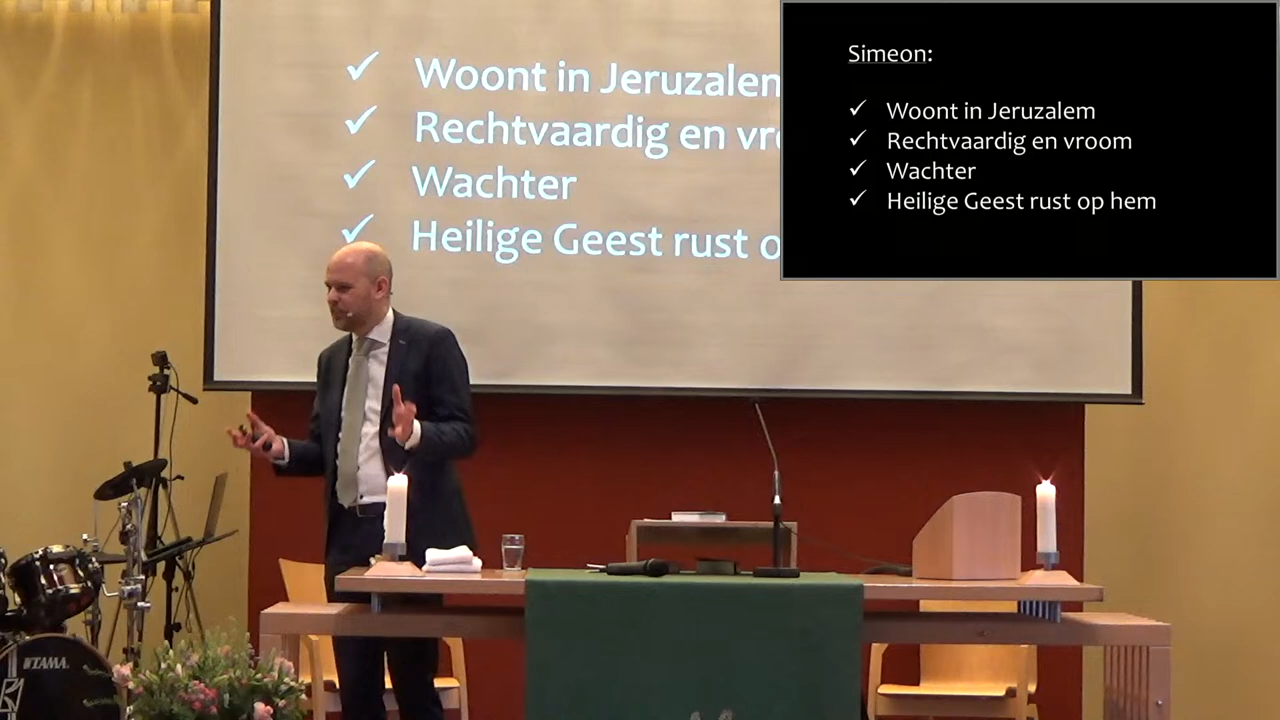 Woont in Jeruzalem
Rechtvaardig en vro
Wachter
Heilige Geest rust o
Simeon:
Woont in Jeruzalem
Rechtvaardig en vroom
Wachter
Heilige Geest rust op hem
TAMA